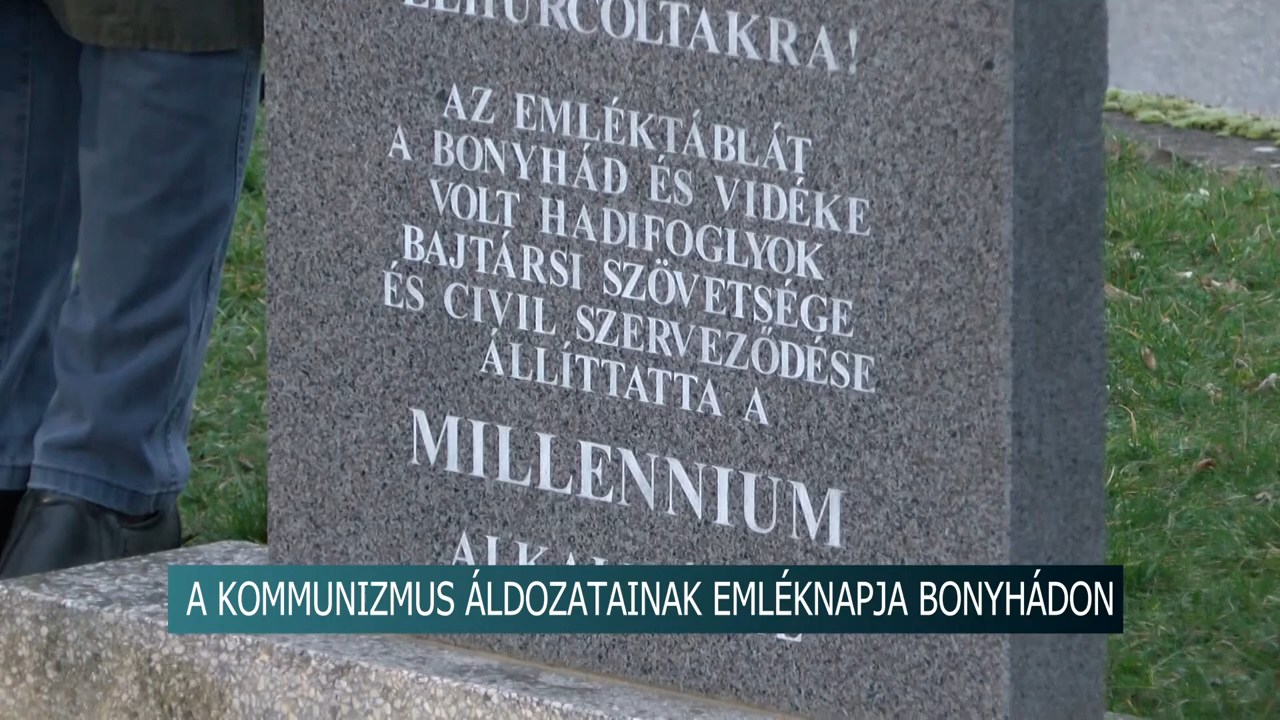 ELHURCOLTAKRA!
AZ EMLÉKTÁBLÁT
A BONYHÁD ÉS VIDÉKE
VOLT HADIFOGLYOK
BAJTÁRSI SZÖVETSÉGE
ÉS CIVIL SZERVEZŐDÉSE
ÁLLÍTTATTA A
MILLENNIUM
A KOMMUNIZMUS ÁLDOZATAINAK EMLÉKNAPJA BONYHÁDON